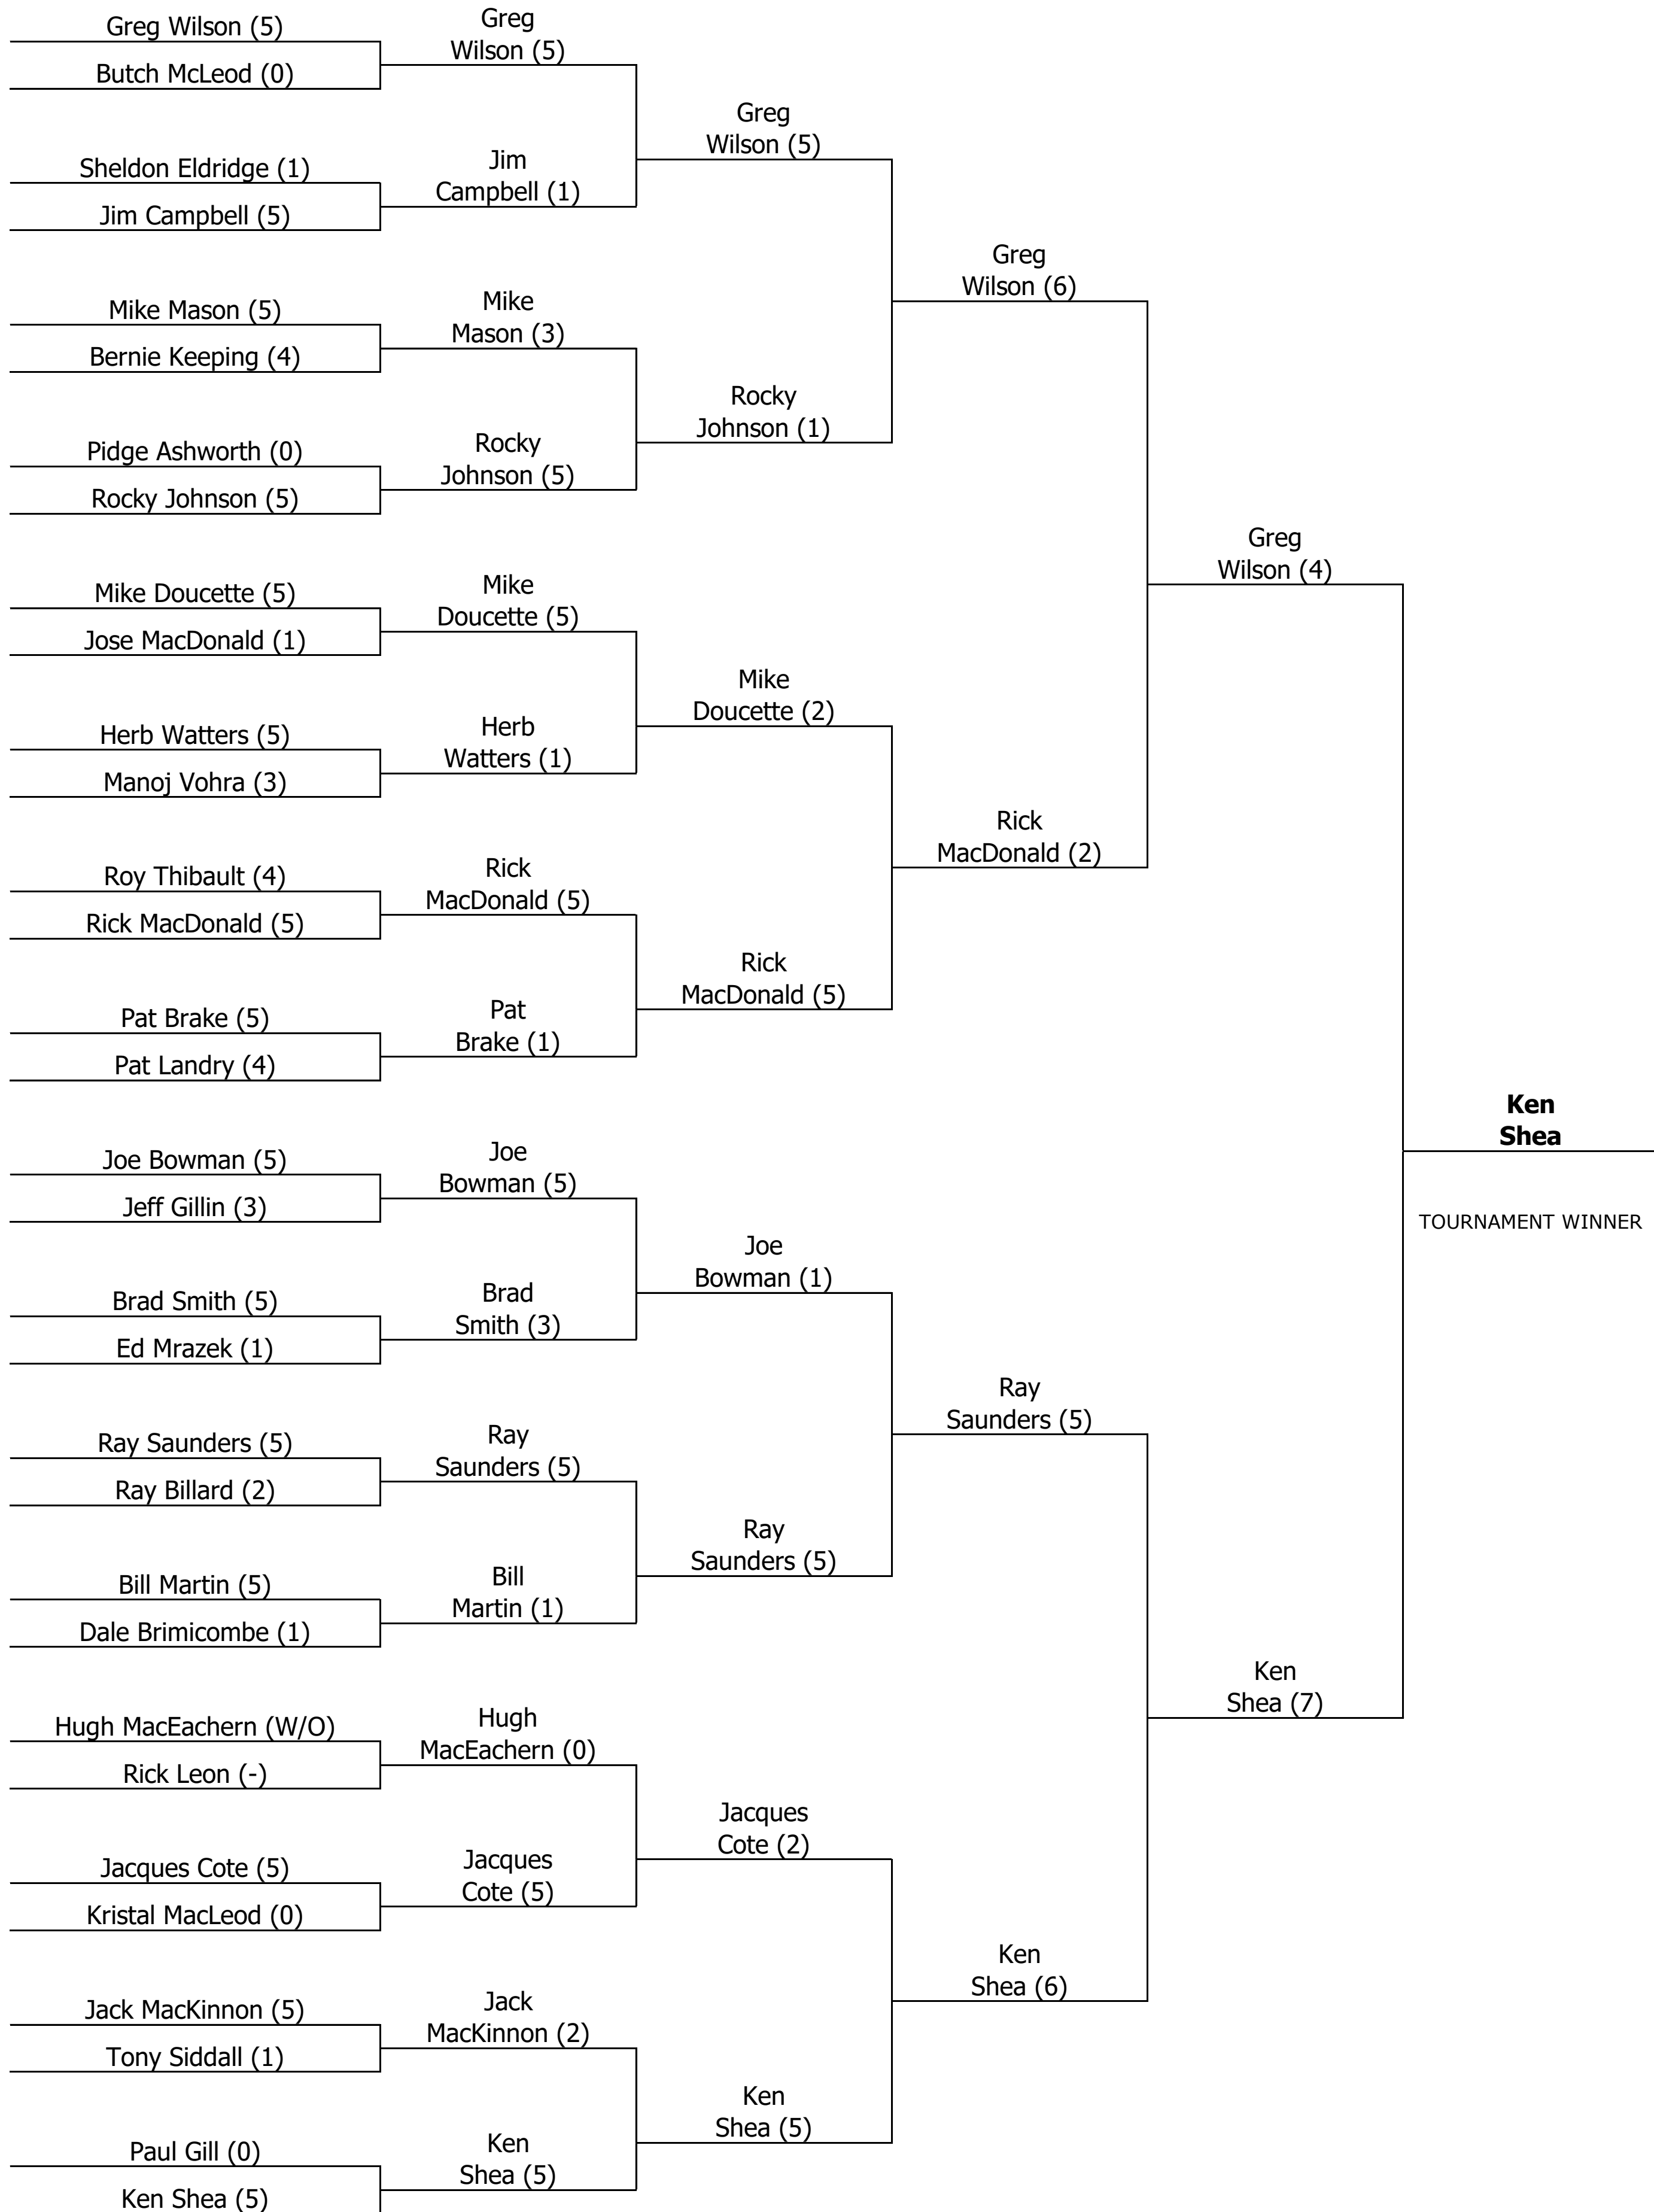 Greg Wilson (5)
Butch McLeod (0)
Sheldon Eldridge (1)
Jim Campbell (5)
Mike Mason (5)
Bernie Keeping (4)
Pidge Ashworth (0)
Rocky Johnson (5)
Mike Doucette (5)
Jose MacDonald (1)
Herb Watters (5)
Manoj Vohra (3)
Roy Thibault (4)
Rick MacDonald (5)
Pat Brake (5)
Pat Landry (4)
Joe Bowman (5)
Jeff Gillin (3)
Brad Smith (5)
Ed Mrazek (1)
Ray Saunders (5)
Ray Billard (2)
Bill Martin (5)
Dale Brimicombe (1)
Hugh MacEachern (W/O)
Rick Leon (-)
Jacques Cote (5)
Kristal MacLeod (0)
Jack MacKinnon (5)
Tony Siddall (1)
Paul Gill (0)
Ken Shea (5)
Greg
Wilson (5)
Jim
Campbell (1)
Mike
Mason (3)
Rocky
Johnson (5)
Mike
Doucette (5)
Herb
Watters (1)
Rick
MacDonald (5)
Pat
Brake (1)
Joe
Bowman (5)
Brad
Smith (3)
Ray
Saunders (5)
Bill
Martin (1)
Hugh
MacEachern (0)
Jacques
Cote (5)
Jack
MacKinnon (2)
Ken
Shea (5)
Greg
Wilson (5)
Rocky
Johnson (1)
Mike
Doucette (2)
Rick
MacDonald (5)
Joe
Bowman (1)
Ray
Saunders (5)
Jacques
Cote (2)
Ken
Shea (5)
Greg
Wilson (6)
Rick
MacDonald (2)
Ray
Saunders (5)
Ken
Shea (6)
Greg
Wilson (4)
Ken
Shea (7)
Ken
Shea
TOURNAMENT WINNER